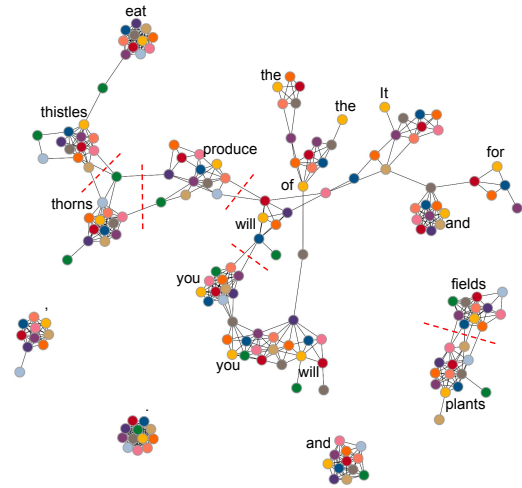 eat
the
thistles
the
It
produce
for
of
thorns
will
and
you
fields
,
you
will
plants
.
and